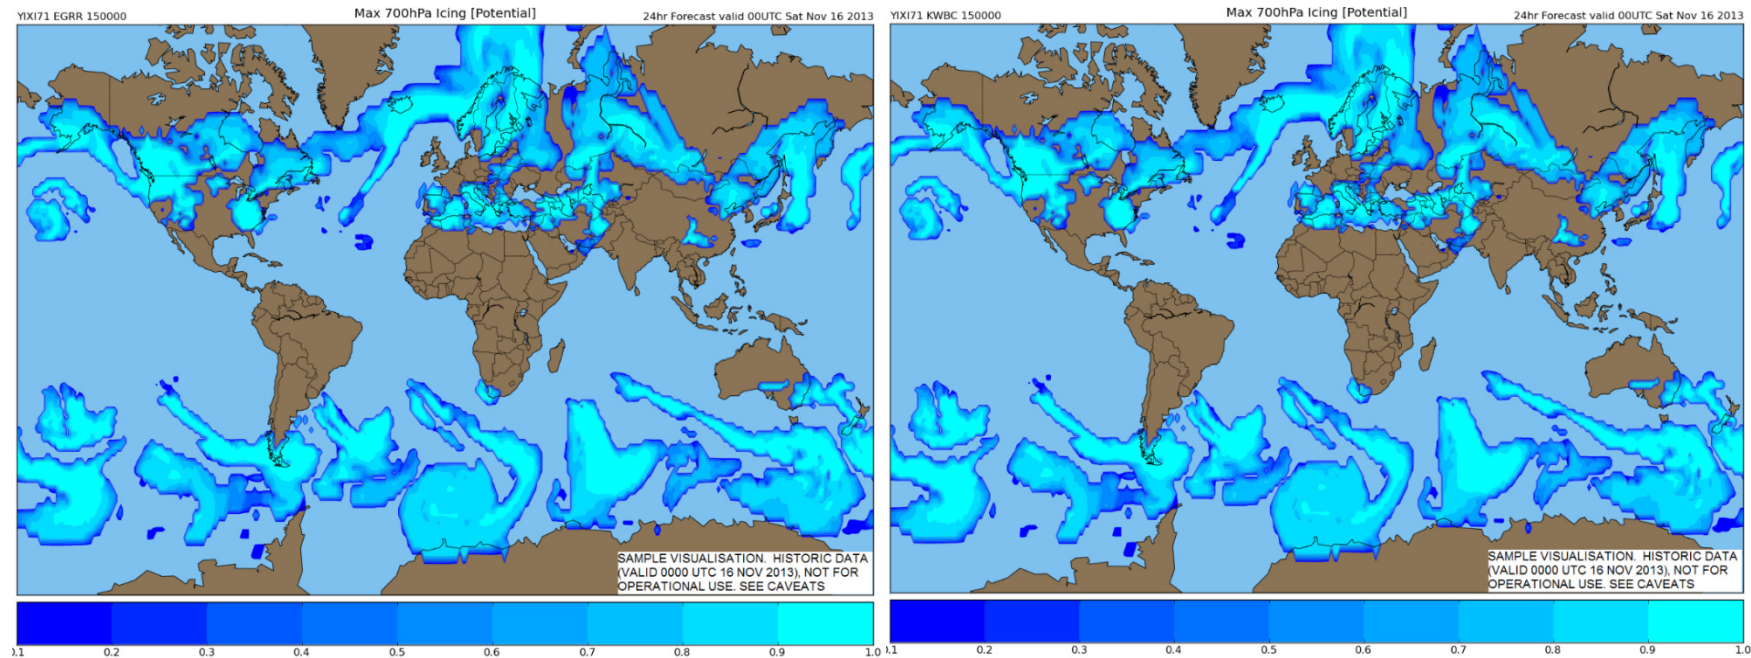 YIXI71 EGRR 150000
Max 700hPa Icing [Potential]
24hr Forecast valid 00UTC Sat Nov 16 2013
SAMPLE VISUALISATION. HISTORIC DATA
(VALID 0000 UTC 16 NOV 2013), NOT FOR
OPERATIONAL USE. SEE CAVEATS
).1 0.2 0.3 0.4 0.5 0.6 0.7 0.8 0.9 1.0
YIXI71 KWBC 150000
Max 700hPa Icing [Potential]
24hr Forecast valid 00UTC Sat Nov 16 2013
SAMPLE VISUALISATION. HISTORIC DATA
(VALID 0000 UTC 16 NOV 2013), NOT FOR
OPERATIONAL USE. SEE CAVEATS
).1 0.2 0.3 0.4 0.5 0.6 0.7 0.8 0.9 1.0